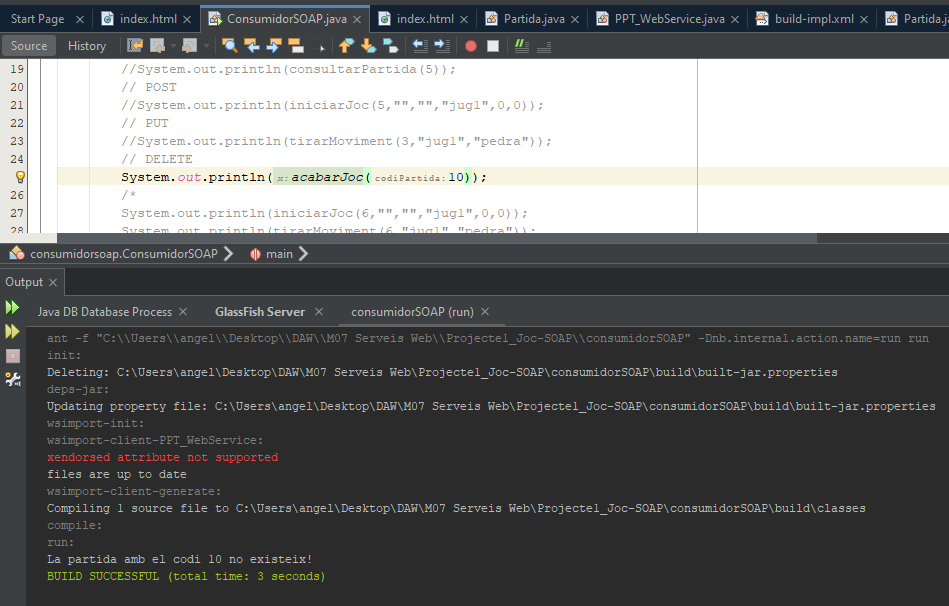 Start Page
index.html
ConsumidorSOAP.java
index.html
Partida.java
PPT_WebService.java
build-impl.xml
Partida.j
Source History
19 //System.out.println(consultarPartida(5));
20 // POST
21 //System.out.println(iniciarJoc(5,"","","jug1",0,0));
22 // PUT
23 //System.out.println(tirarMoviment(3,"jug1","pedra"));
24 // DELETE
System.out.println(acabarJoc(codiPartida: 10));
26 /*
27 System.out.println(iniciarJoc(6,"","","jug1",0,0));
28 System.out.println(tirarMoviment(6,"jug1","pedra"));
consumidorsoap.ConsumidorSOAP main
Output
Java DB Database Process GlassFish Server consumidorSOAP (run)
ant -f "C:\\Users\\angel\\Desktop\\DAW\\M07 Serveis Web\\Projecte1_Joc-SOAP\\consumidorSOAP" -Dnb.internal.action.name=run run
init:
Deleting: C:\Users\angel\Desktop\DAW\M07 Serveis Web\Projecte1_Joc-SOAP\consumidorSOAP\build\built-jar.properties
deps-jar:
Updating property file: C:\Users\angel\Desktop\DAW\M07 Serveis Web\Projecte1_Joc-SOAP\consumidorSOAP\build\built-jar.properties
wsimport-init:
wsimport-client-PPT_WebService:
xendorsed attribute not supported
files are up to date
wsimport-client-generate:
Compiling 1 source file to C:\Users\angel\Desktop\DAW\M07 Serveis Web\Projecte1_Joc-SOAP\consumidorSOAP\build\classes
compile:
run:
La partida amb el codi 10 no existeix!
BUILD SUCCESSFUL (total time: 3 seconds)